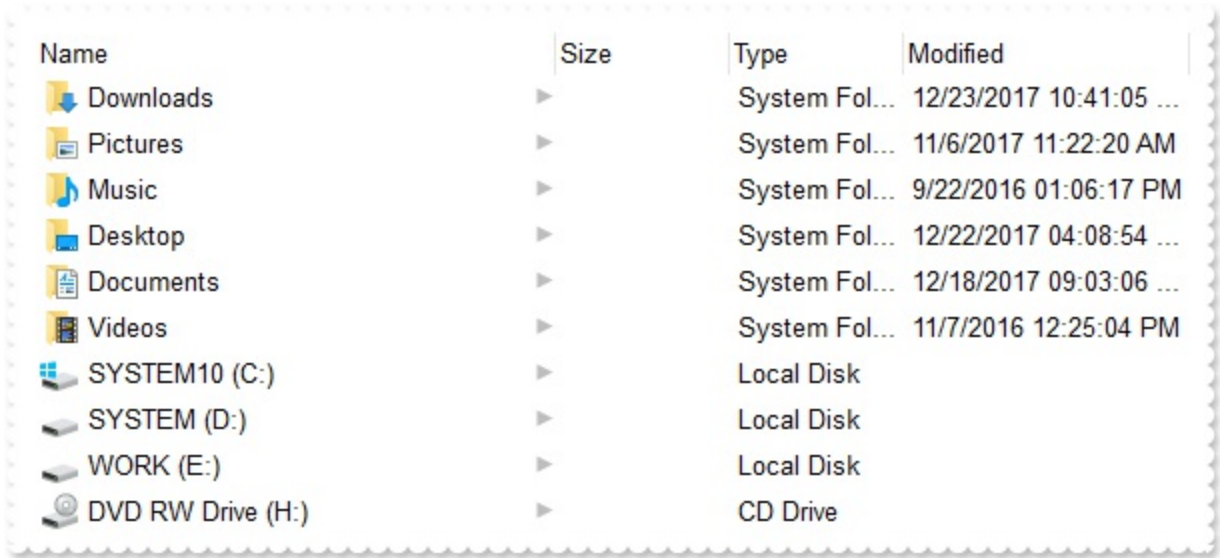 Name Size Type Modified
Downloads System Fol... 12/23/2017 10:41:05 ...
Pictures System Fol... 11/6/2017 11:22:20 AM
Music System Fol... 9/22/2016 01:06:17 PM
Desktop System Fol... 12/22/2017 04:08:54 ...
Documents System Fol... 12/18/2017 09:03:06 ...
Videos System Fol... 11/7/2016 12:25:04 PM
SYSTEM10 (C:) Local Disk
SYSTEM (D:) Local Disk
WORK (E:) Local Disk
DVD RW Drive (H:) CD Drive